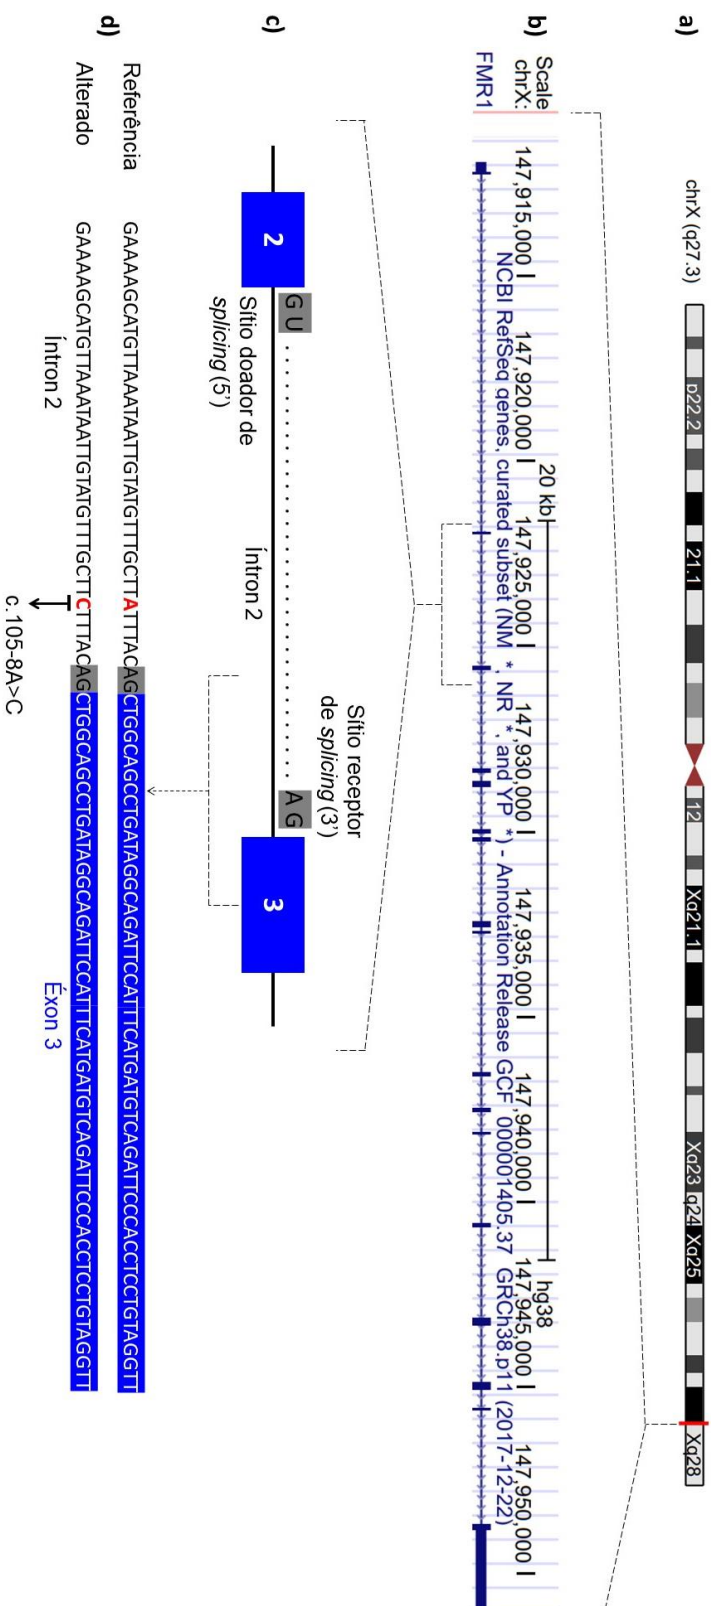 a)
chrX (q27.3)
p22.2 21.1 12 Xq21.1 Xq23 q24 Xq25 Xq28
b)
Scale 20 kb hg38
chrX: 147,915,000 147,920,000 147,925,000 147,930,000 147,935,000 147,940,000 147,945,000 147,950,000
NCBI RefSeq genes, curated subset (NM_*, NR_*, and YP_*) - Annotation Release GCF_000001405.37_GRCh38.p11 (2017-12-22)
FMR1
c)
Sítio receptor
de splicing (3')
2 GU Íntron 2 AG 3
Sítio doador de
splicing (5')
d)
Referência GAAAAGCATGTTAAATAATTGTATGTTTGCTTATTTACAGCTGGCAGCCTGATAGGCAGATTCCATTTCATGATGTCAGATTCCCACCTCCTGTAGGTT
Alterado GAAAAGCATGTTAAATAATTGTATGTTTGCTTCTTTACAGCTGGCAGCCTGATAGGCAGATTCCATTTCATGATGTCAGATTCCCACCTCCTGTAGGTT
Íntron 2 Éxon 3
c.105-8A>C